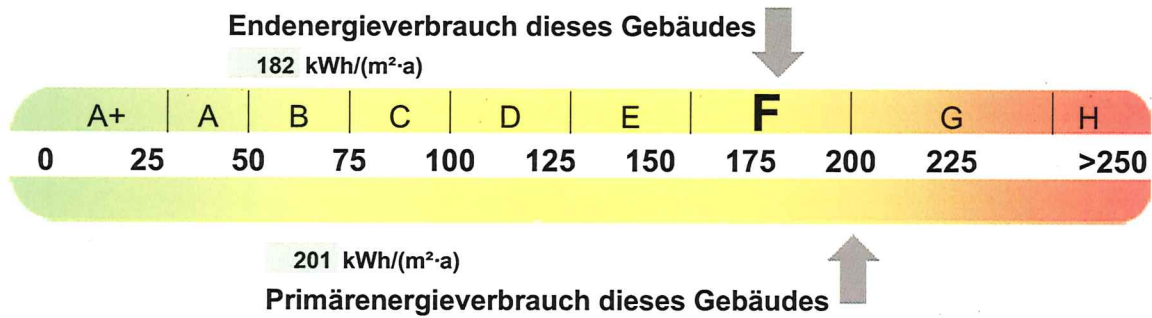 Endenergieverbrauch dieses Gebäudes
182 kWh/(m²·a)
A+ A B C D E F G H
0 25 50 75 100 125 150 175 200 225 >250
201 kWh/(m²·a)
Primärenergieverbrauch dieses Gebäudes